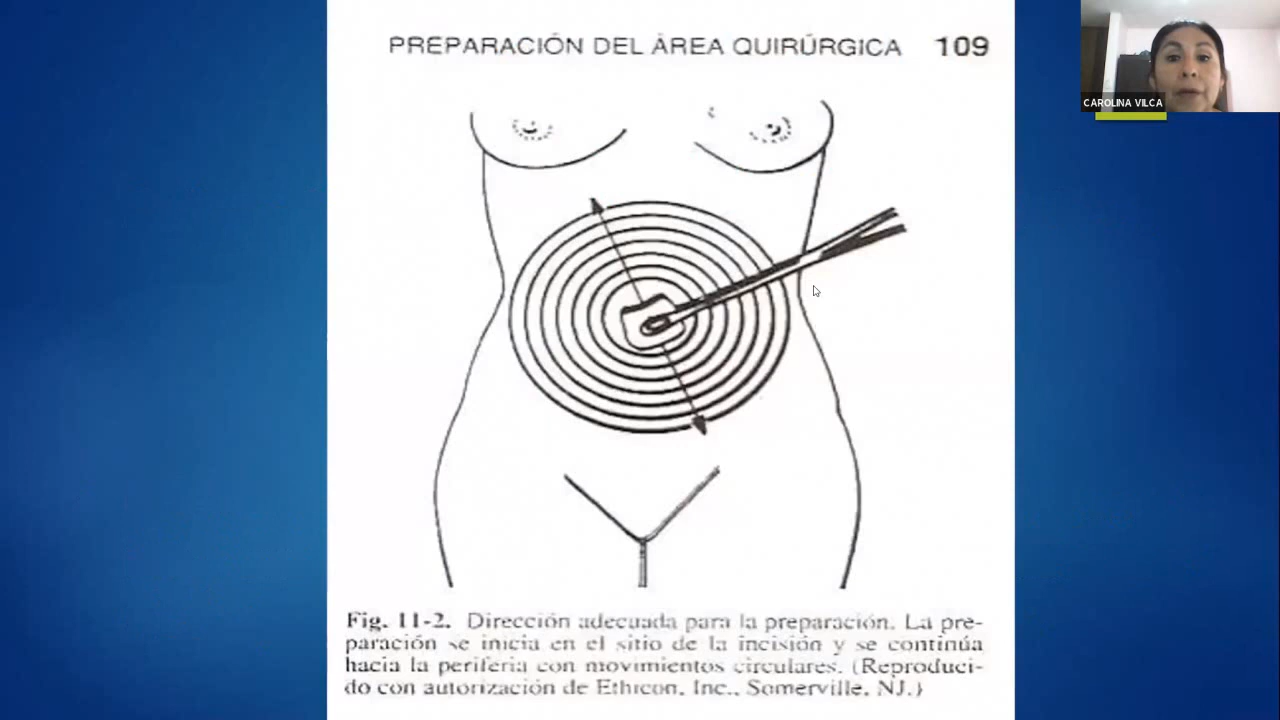 PREPARACIÓN DEL ÁREA QUIRÚRGICA 109
CAROLINA VILCA
Fig. 11-2. Dirección adecuada para la preparación. La pre-
paración se inicia en el sitio de la incisión y se continúa
hacia la periferia con movimientos circulares. (Reproduci-
do con autorización de Ethicon, Inc., Somerville, NJ.)